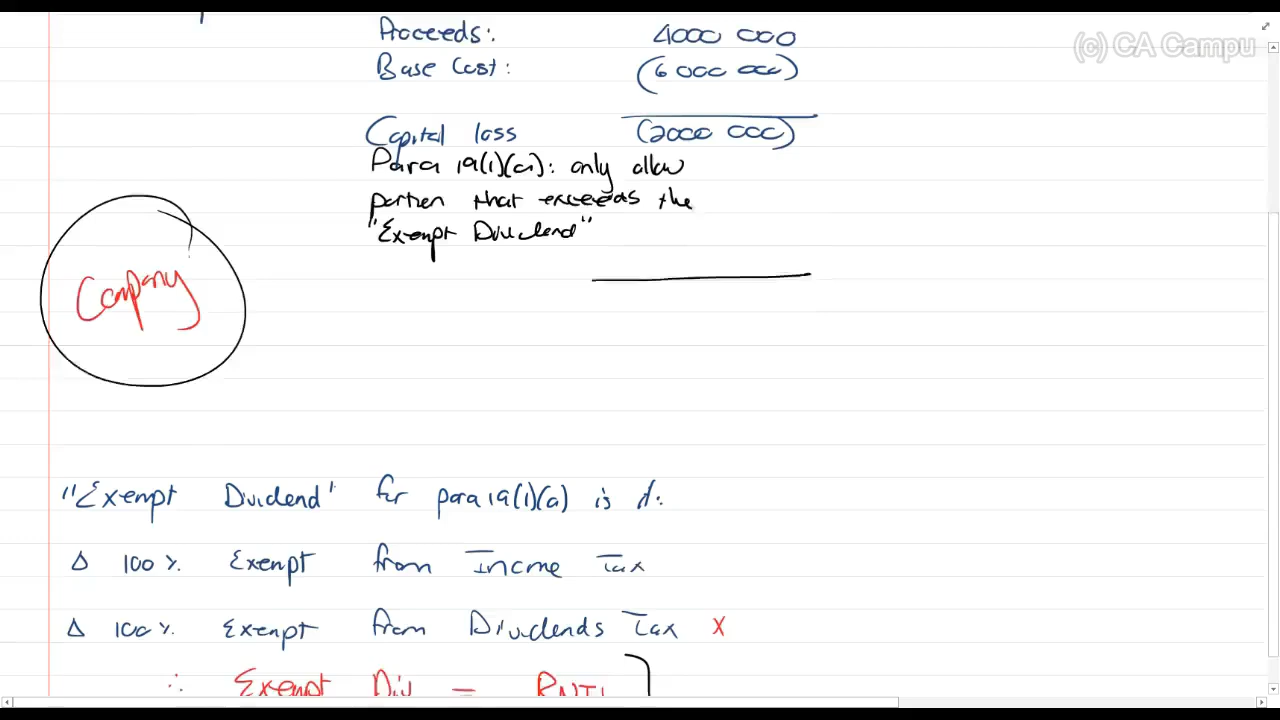 Proceeds: 4000 000
(c) CA Campu
Base Cost: (6 000 000)
Capital loss (2000 000)
Para 19(1)(a): only allow
portion that exceeds the
"Exempt Dividend"
Company
"Exempt Dividend" for para 19(1)(a) is if:
Δ 100% Exempt from Income Tax
Δ 100% Exempt from Dividends Tax X
∴ Exempt Div =